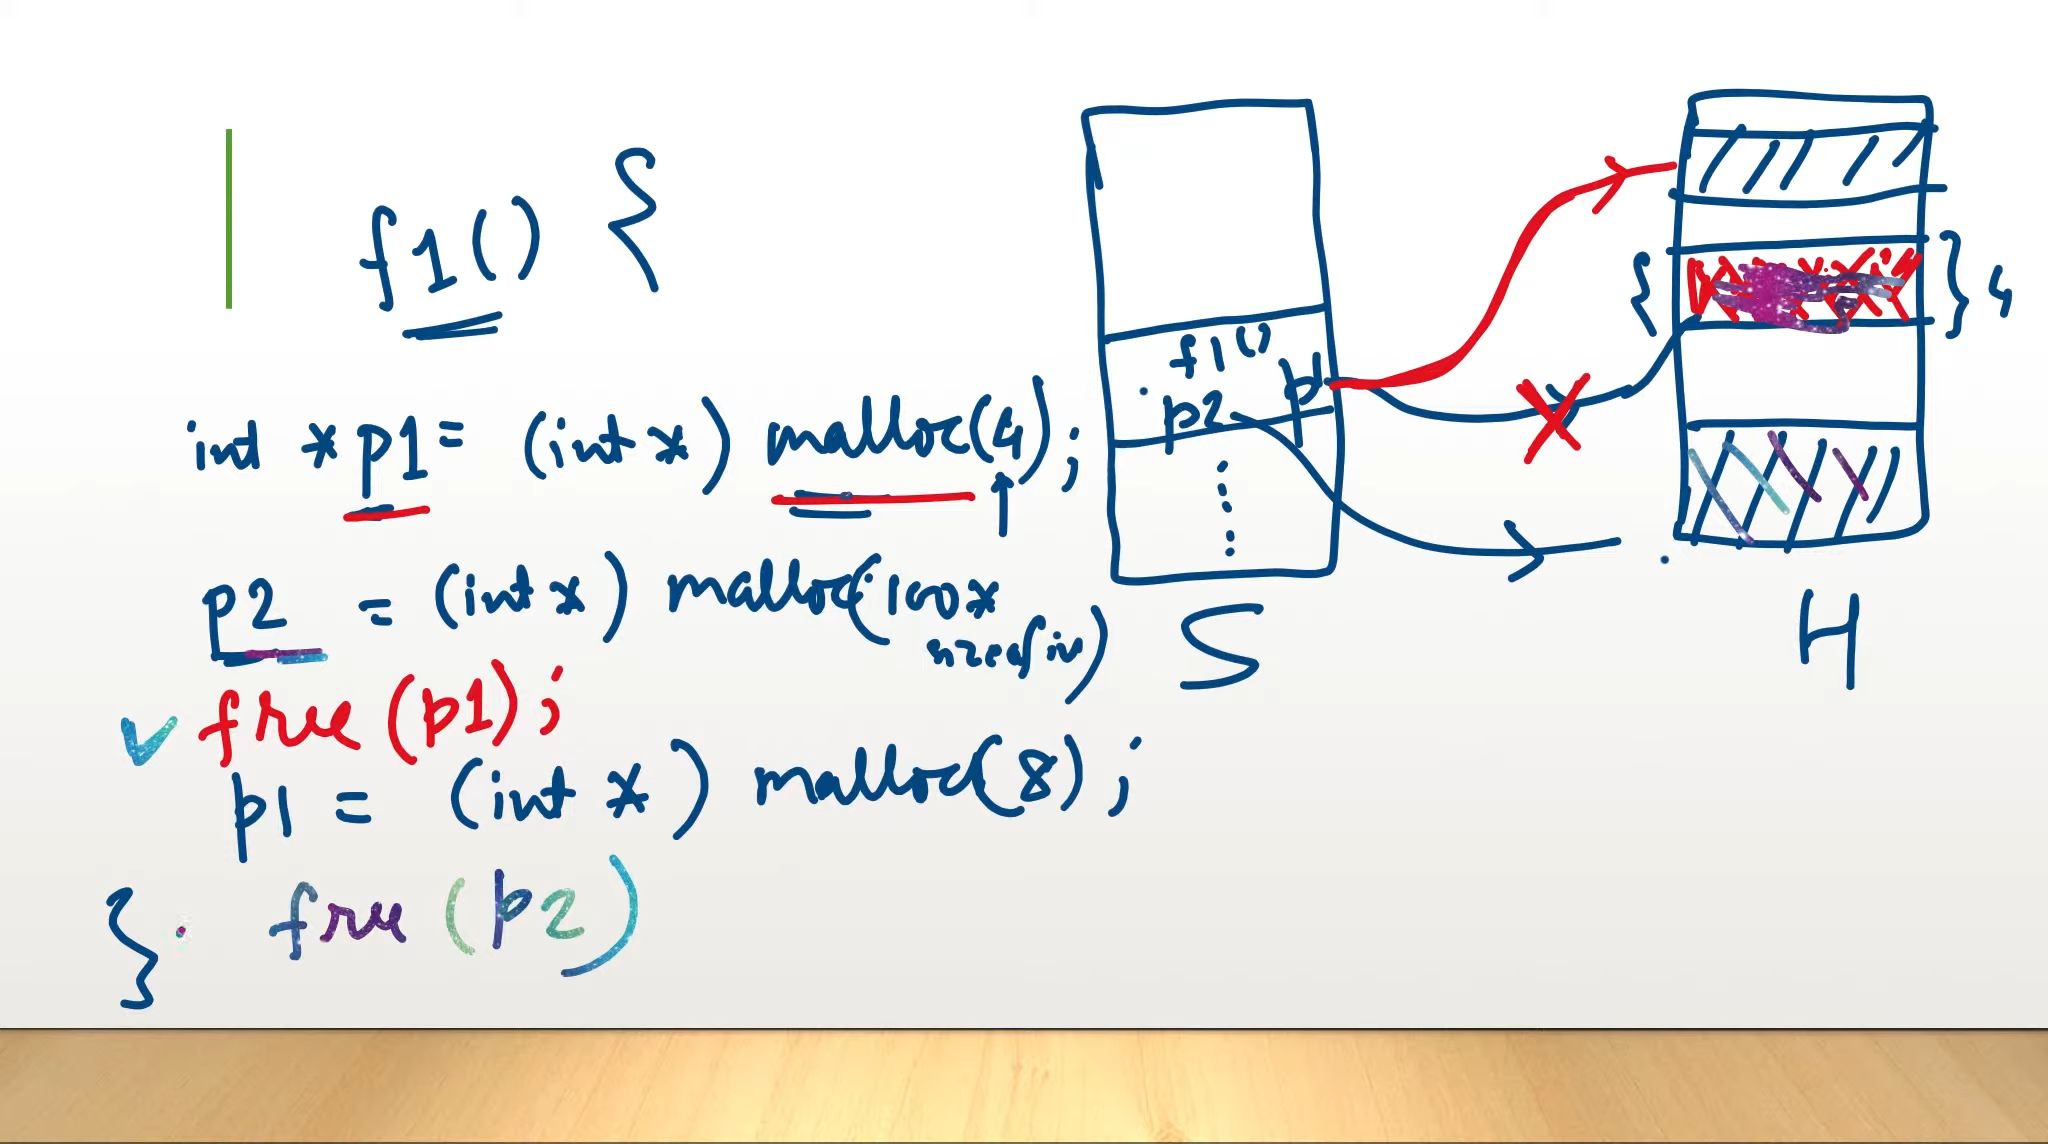 f1() {
int *p1 = (int *) malloc(4);
p2 = (int *) malloc(100*
sizeof in)
free (p1);
p1 = (int *) malloc(8);
free (p2)
}
f1()
p2 p1
S
4
H